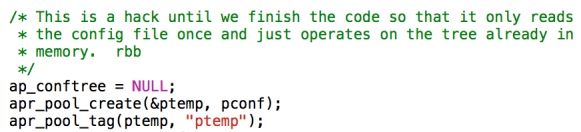 /* This is a hack until we finish the code so that it only reads
 * the config file once and just operates on the tree already in
 * memory.  rbb
 */
ap_conftree = NULL;
apr_pool_create(&ptemp, pconf);
apr_pool_tag(ptemp, "ptemp");